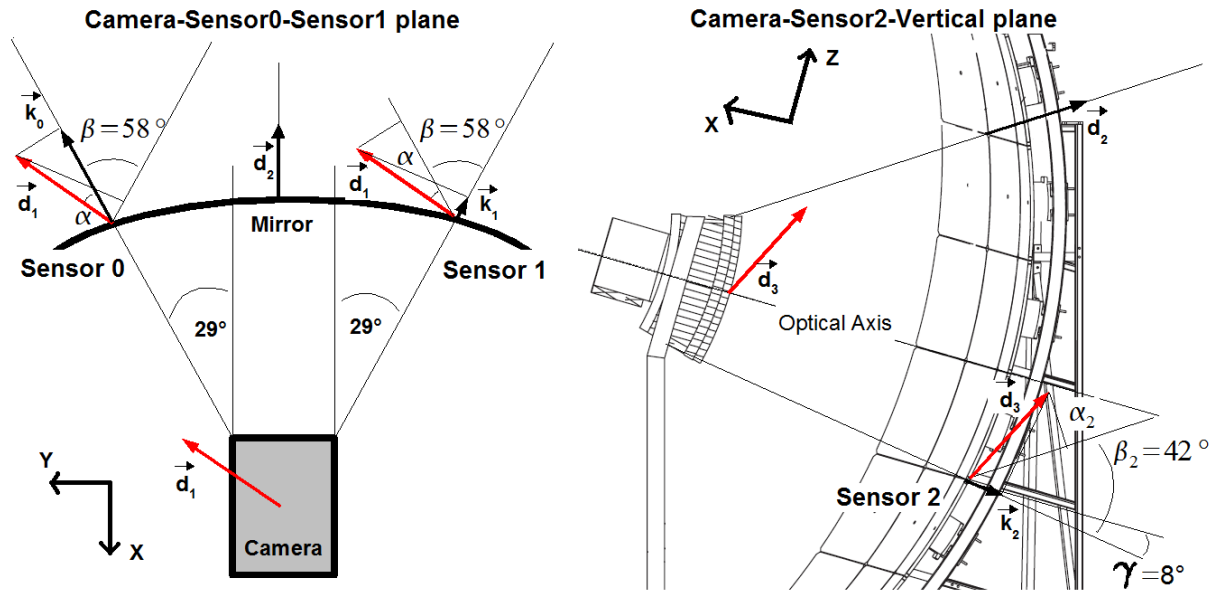 Camera-Sensor0-Sensor1 plane
k₀
β=58°
d₁
α
Sensor 0
d₂
Mirror
β=58°
α
d₁
k₁
Sensor 1
29°
29°
Y
X
d₁
Camera
Camera-Sensor2-Vertical plane
Z
X
d₂
d₃
Optical Axis
d₃
α₂
β₂=42°
Sensor 2
k₂
γ=8°